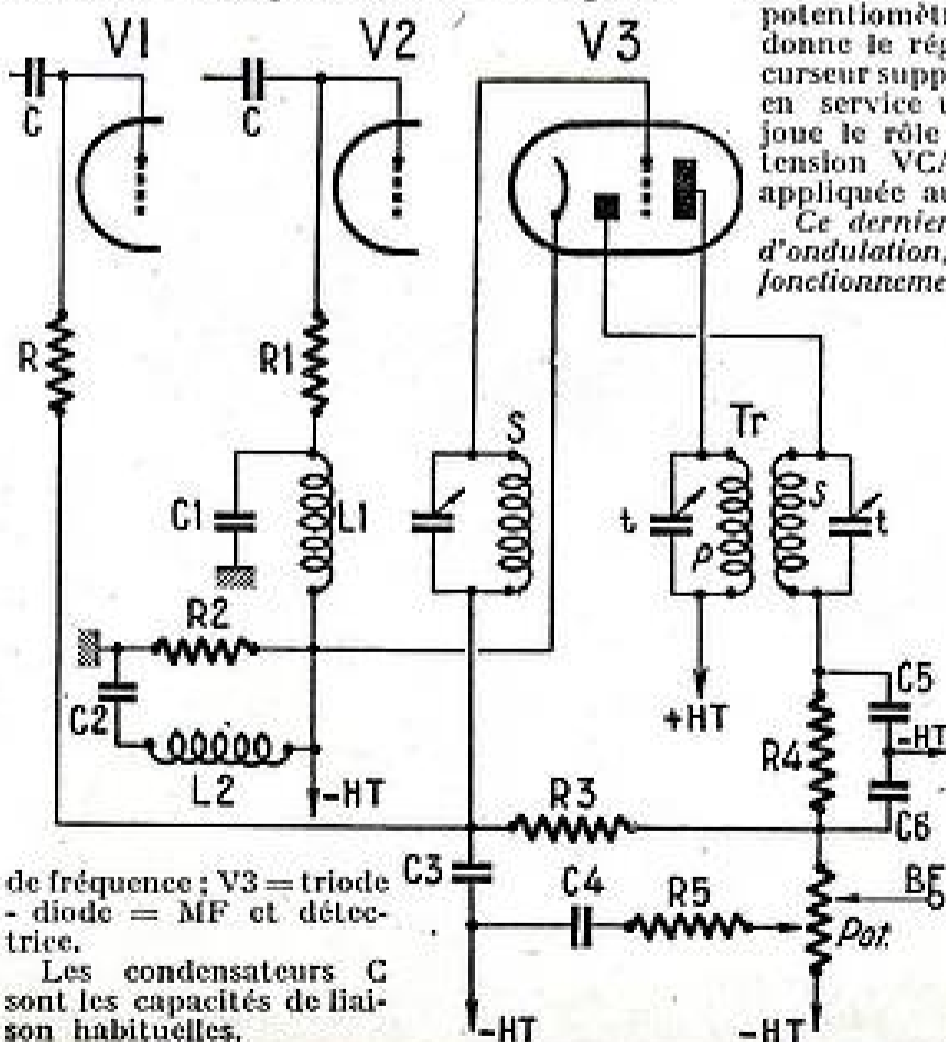 V1
V2
V3
C
C
potentiomètr
donne le rég
curseur supp
en service u
joue le rôle
tension VCA
appliquée au
Ce dernier
d'ondulation,
fonctionneme
R
R1
S
Tr
C1
L1
t
P
S
t
R2
C2
L2
-HT
+HT
R4
C5
-HT
C6
R3
C3
C4
R5
BF
Pot.
-HT
-HT
de fréquence ; V3 = triode
- diode = MF et détec-
trice.
Les condensateurs C
sont les capacités de liai-
son habituelles.